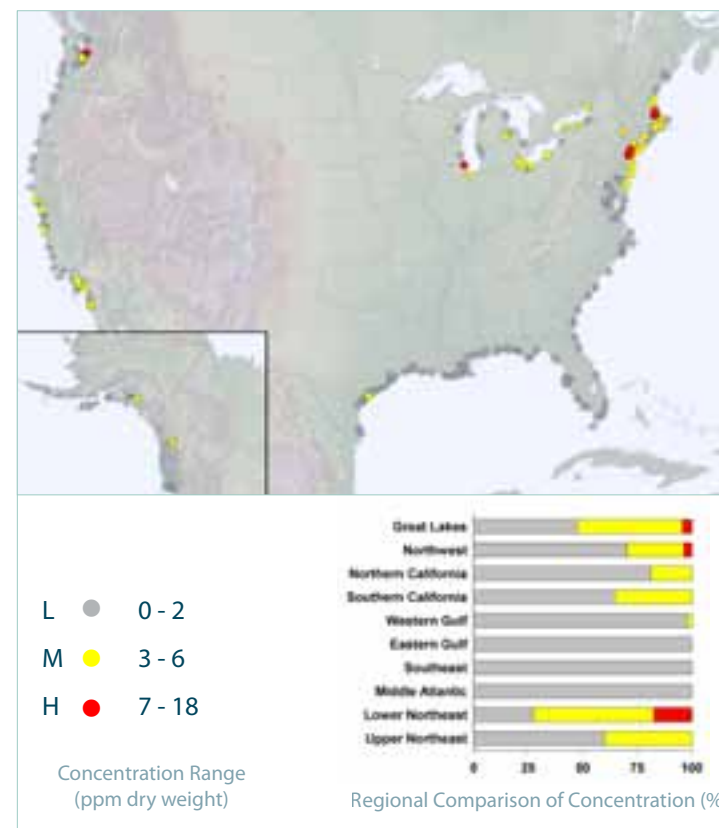 Great Lakes
Northwest
Northern California
Southern California
Western Gulf
Eastern Gulf
Southeast
Middle Atlantic
Lower Northeast
Upper Northeast
0 25 50 75 100
Regional Comparison of Concentration (%
L 0 - 2
M 3 - 6
H 7 - 18
Concentration Range
(ppm dry weight)